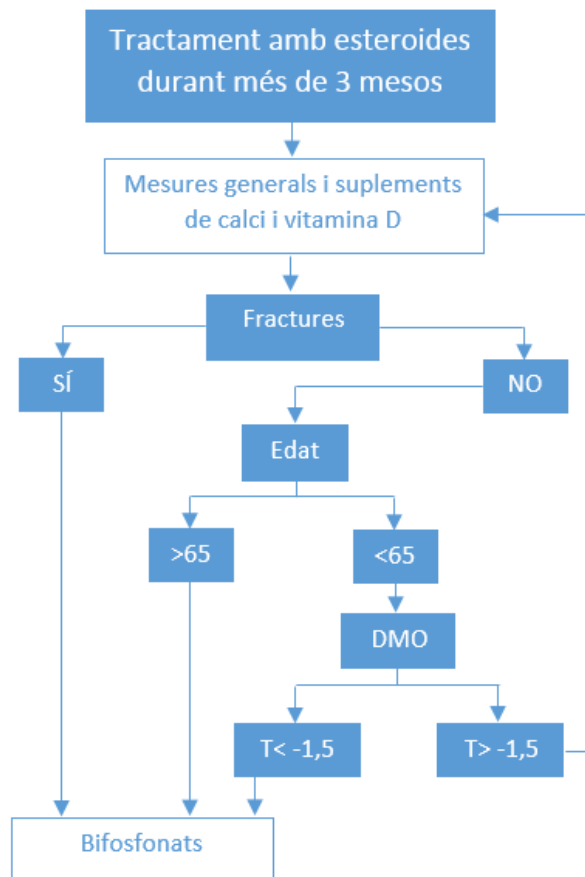 Tractament amb esteroides
durant més de 3 mesos
Mesures generals i suplements
de calci i vitamina D
Fractures
SÍ
NO
Edat
>65
<65
DMO
T< -1,5
T> -1,5
Bifosfonats